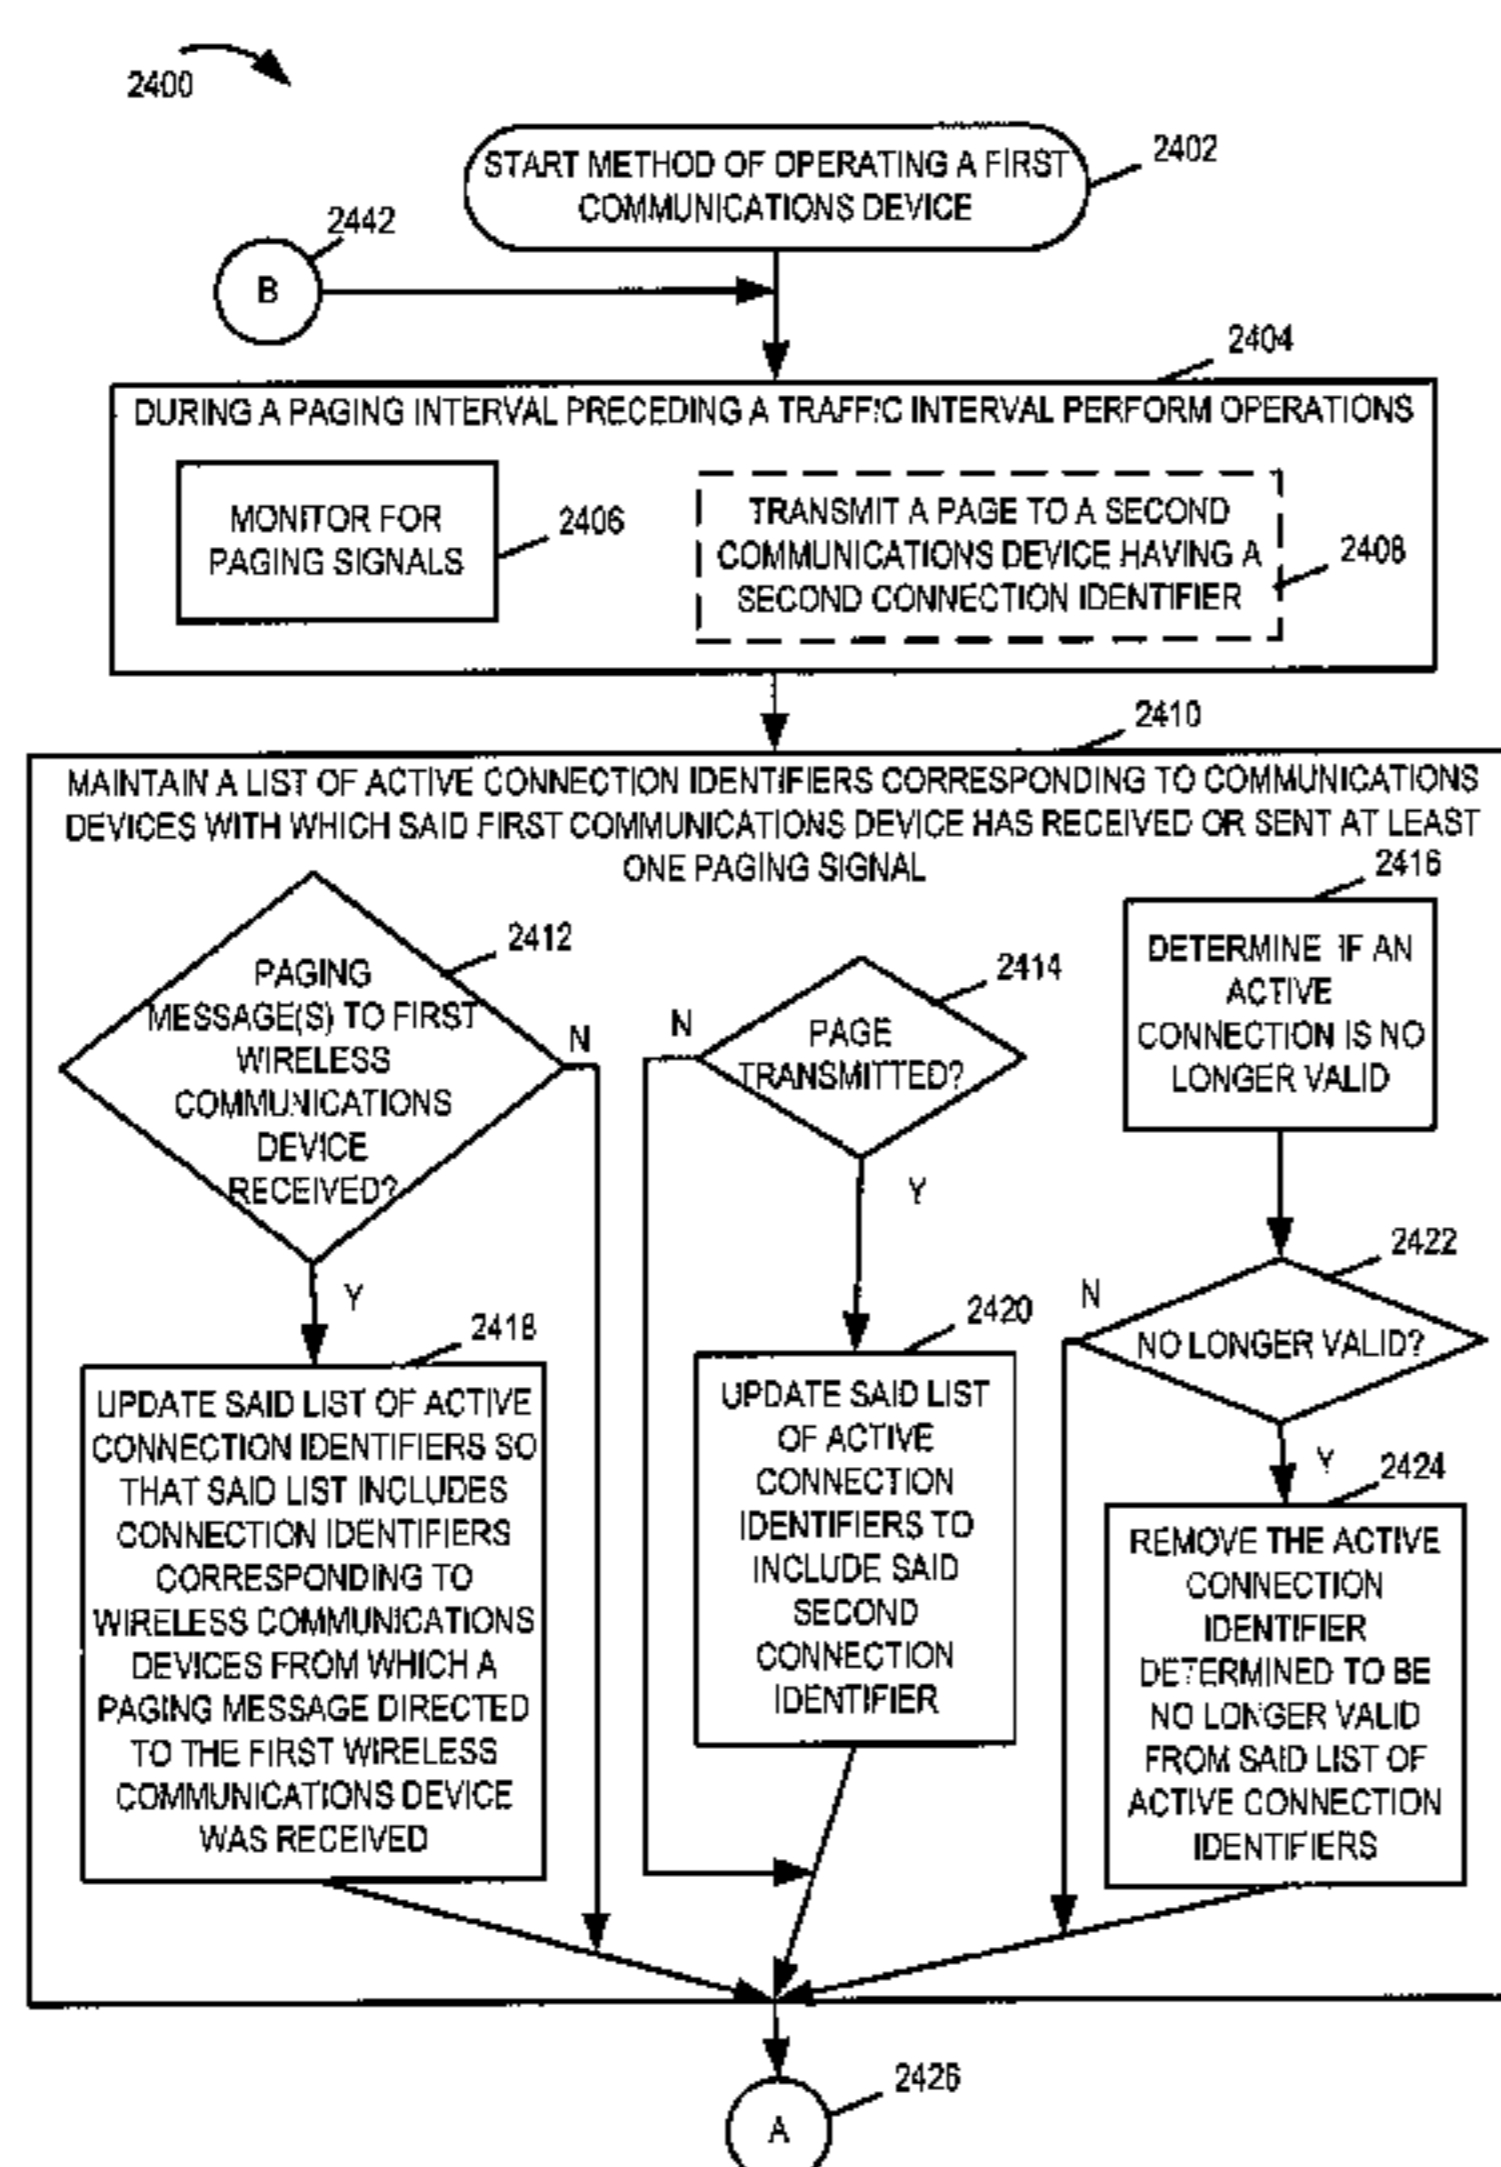 2400
START METHOD OF OPERATING A FIRST
COMMUNICATIONS DEVICE
2402
2442
B
2404
DURING A PAGING INTERVAL PRECEDING A TRAFFIC INTERVAL PERFORM OPERATIONS
MONITOR FOR
PAGING SIGNALS
2406
TRANSMIT A PAGE TO A SECOND
COMMUNICATIONS DEVICE HAVING A
SECOND CONNECTION IDENTIFIER
2408
2410
MAINTAIN A LIST OF ACTIVE CONNECTION IDENTIFIERS CORRESPONDING TO COMMUNICATIONS
DEVICES WITH WHICH SAID FIRST COMMUNICATIONS DEVICE HAS RECEIVED OR SENT AT LEAST
ONE PAGING SIGNAL
2412
PAGING
MESSAGE(S) TO FIRST
WIRELESS
COMMUNICATIONS
DEVICE
RECEIVED?
N
Y
2414
PAGE
TRANSMITTED?
N
Y
2416
DETERMINE IF AN
ACTIVE
CONNECTION IS NO
LONGER VALID
2422
NO LONGER VALID?
N
Y
2418
UPDATE SAID LIST OF ACTIVE
CONNECTION IDENTIFIERS SO
THAT SAID LIST INCLUDES
CONNECTION IDENTIFIERS
CORRESPONDING TO
WIRELESS COMMUNICATIONS
DEVICES FROM WHICH A
PAGING MESSAGE DIRECTED
TO THE FIRST WIRELESS
COMMUNICATIONS DEVICE
WAS RECEIVED
2420
UPDATE SAID LIST
OF ACTIVE
CONNECTION
IDENTIFIERS TO
INCLUDE SAID
SECOND
CONNECTION
IDENTIFIER
2424
REMOVE THE ACTIVE
CONNECTION
IDENTIFIER
DETERMINED TO BE
NO LONGER VALID
FROM SAID LIST OF
ACTIVE CONNECTION
IDENTIFIERS
2426
A